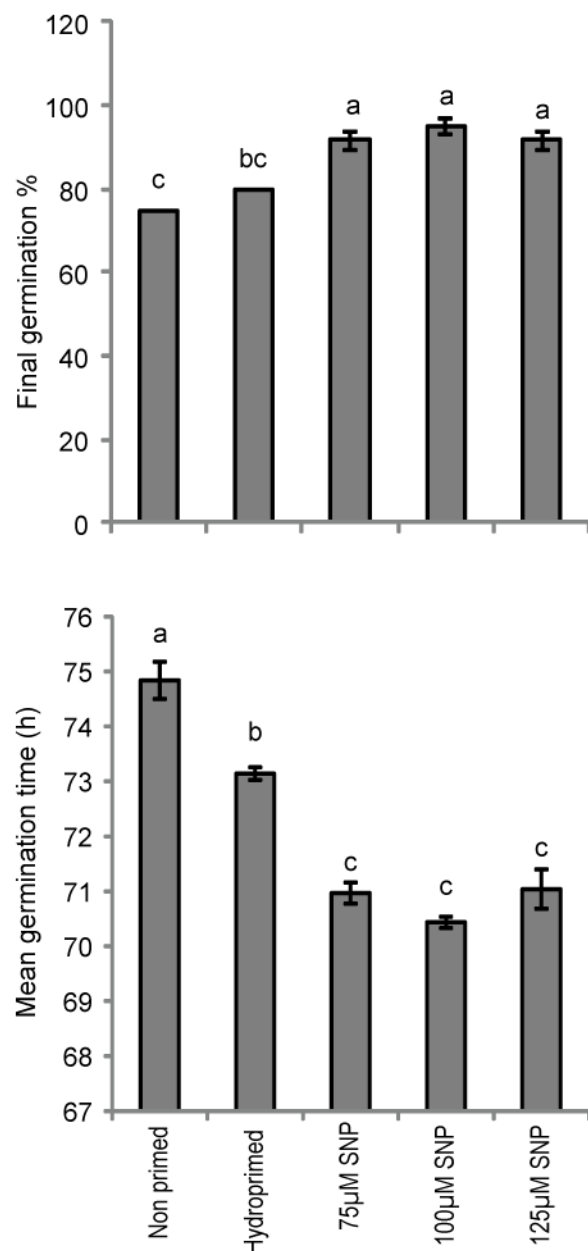 Final germination %
120
100
80
60
40
20
0
c
bc
a
a
a
Mean germination time (h)
76
75
74
73
72
71
70
69
68
67
a
b
c
c
c
Non primed
Hydroprimed
75µM SNP
100µM SNP
125µM SNP